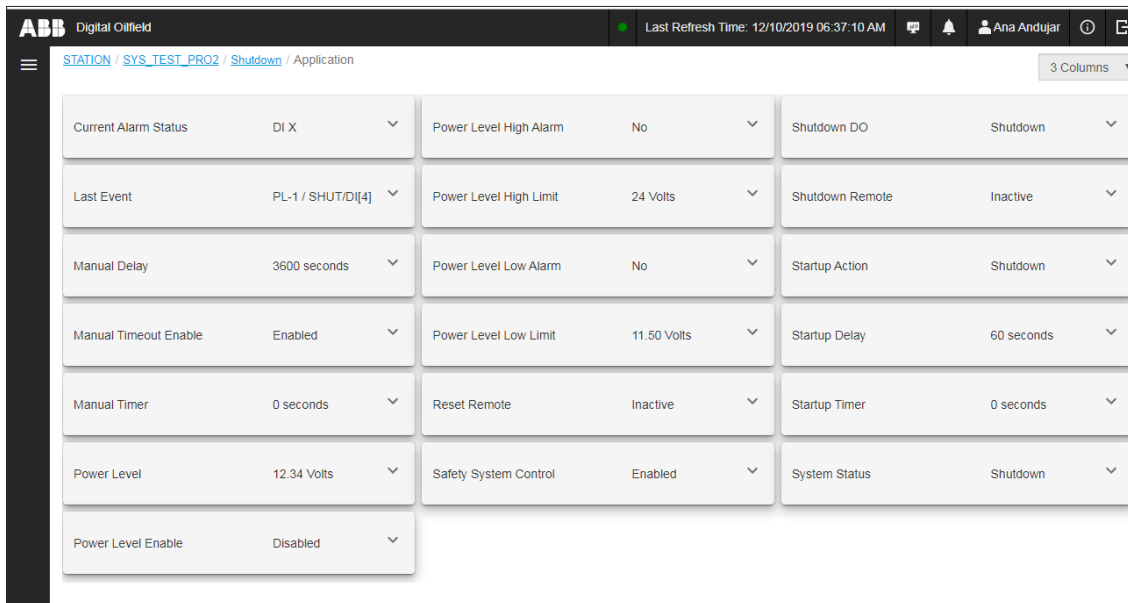 ABB Digital Oilfield Last Refresh Time: 12/10/2019 06:37:10 AM Ana Andujar
STATION / SYS_TEST_PRO2 / Shutdown / Application
3 Columns
Current Alarm Status DI X
Power Level High Alarm No
Shutdown DO Shutdown
Last Event PL-1 / SHUT/DI[4]
Power Level High Limit 24 Volts
Shutdown Remote Inactive
Manual Delay 3600 seconds
Power Level Low Alarm No
Startup Action Shutdown
Manual Timeout Enable Enabled
Power Level Low Limit 11.50 Volts
Startup Delay 60 seconds
Manual Timer 0 seconds
Reset Remote Inactive
Startup Timer 0 seconds
Power Level 12.34 Volts
Safety System Control Enabled
System Status Shutdown
Power Level Enable Disabled